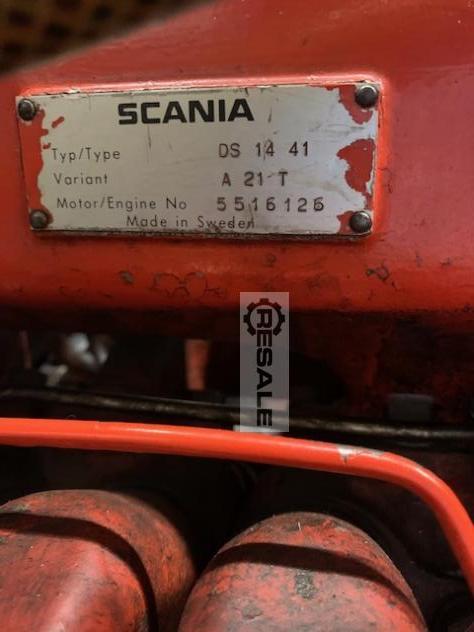 SCANIA
Typ/Type DS 14 41
Variant A 21 T
Motor/Engine No 5516126
Made in Sweden
RESALE